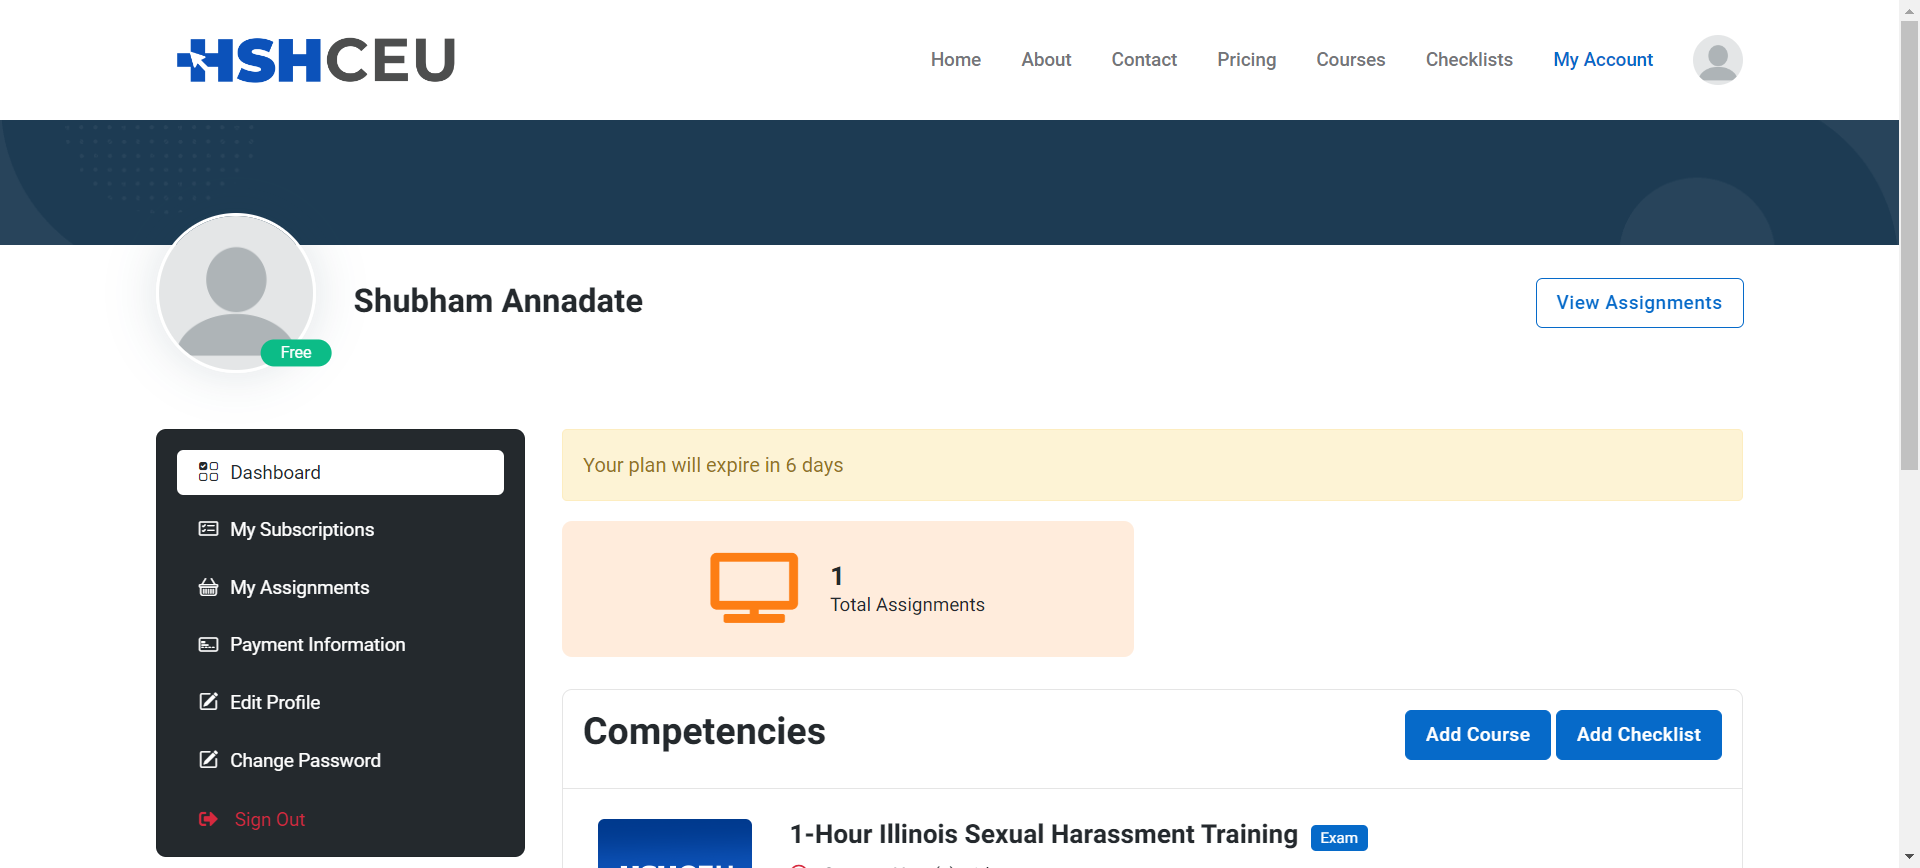 HSHCEU
Home About Contact Pricing Courses Checklists My Account
Shubham Annadate
View Assignments
Free
Dashboard
My Subscriptions
My Assignments
Payment Information
Edit Profile
Change Password
Sign Out
Your plan will expire in 6 days
1
Total Assignments
Competencies
Add Course Add Checklist
1-Hour Illinois Sexual Harassment Training Exam
HSHCEU